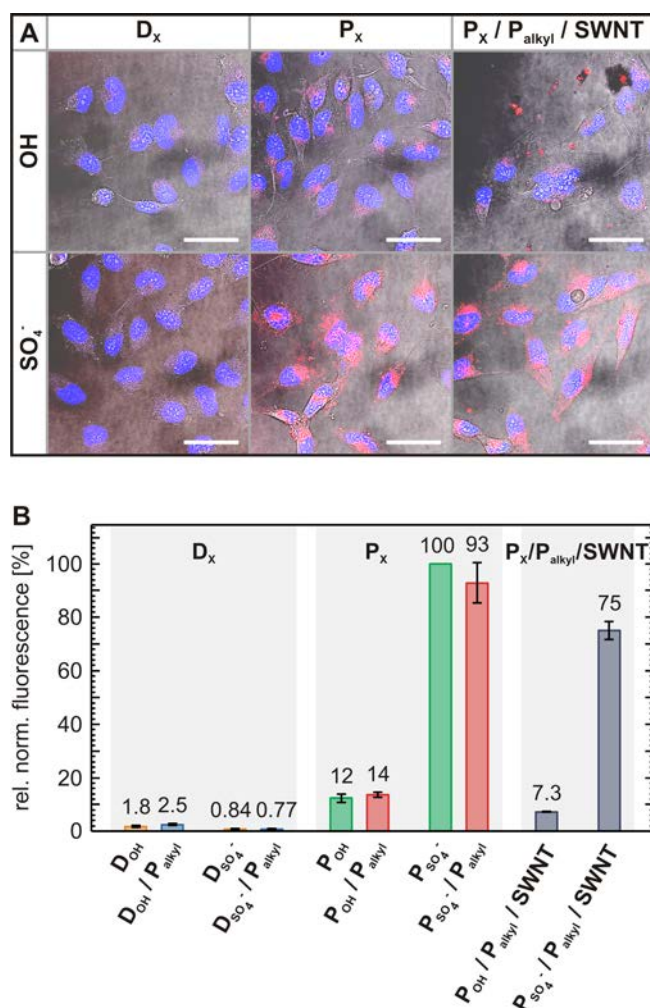 A
Dx
Px
Px / Palkyl / SWNT
OH
SO4-
B
rel. norm. fluorescence [%]
100
80
60
40
20
0
Dx
Px
Px/Palkyl/SWNT
1.8
2.5
0.84
0.77
12
14
100
93
7.3
75
DOH
DOH / Palkyl
DSO4-
DSO4- / Palkyl
POH
POH / Palkyl
PSO4-
PSO4- / Palkyl
POH / Palkyl / SWNT
PSO4- / Palkyl / SWNT